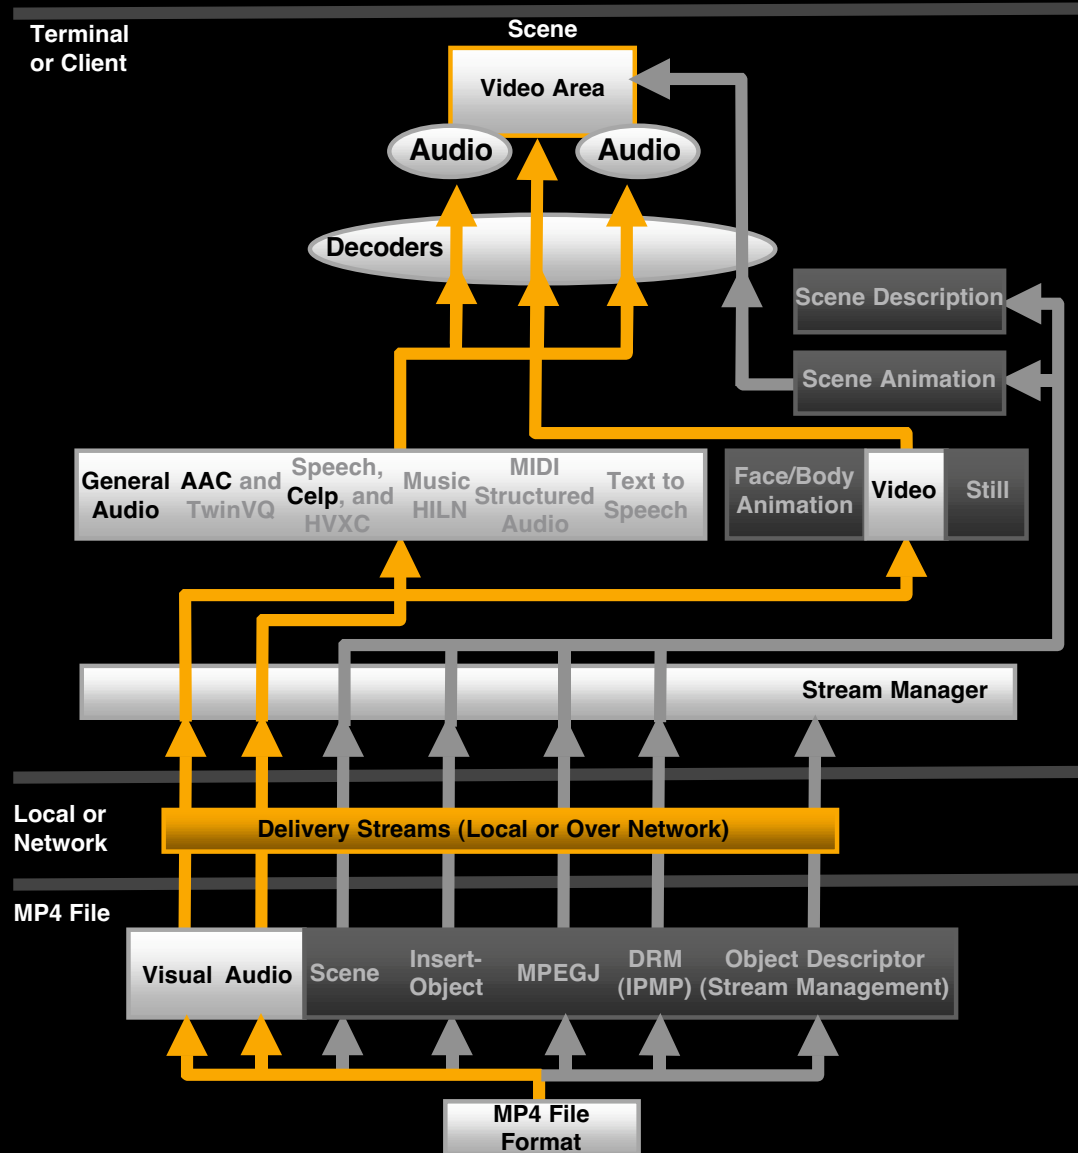 Terminal
or Client
Scene
Video Area
Audio
Audio
Decoders
Scene Description
Scene Animation
General
Audio
AAC and
TwinVQ
Speech,
Celp, and
HVXC
Music
HILN
MIDI
Structured
Audio
Text to
Speech
Face/Body
Animation
Video
Still
Stream Manager
Local or
Network
Delivery Streams (Local or Over Network)
MP4 File
Visual
Audio
Scene
Insert-
Object
MPEGJ
DRM
(IPMP)
Object Descriptor
(Stream Management)
MP4 File
Format